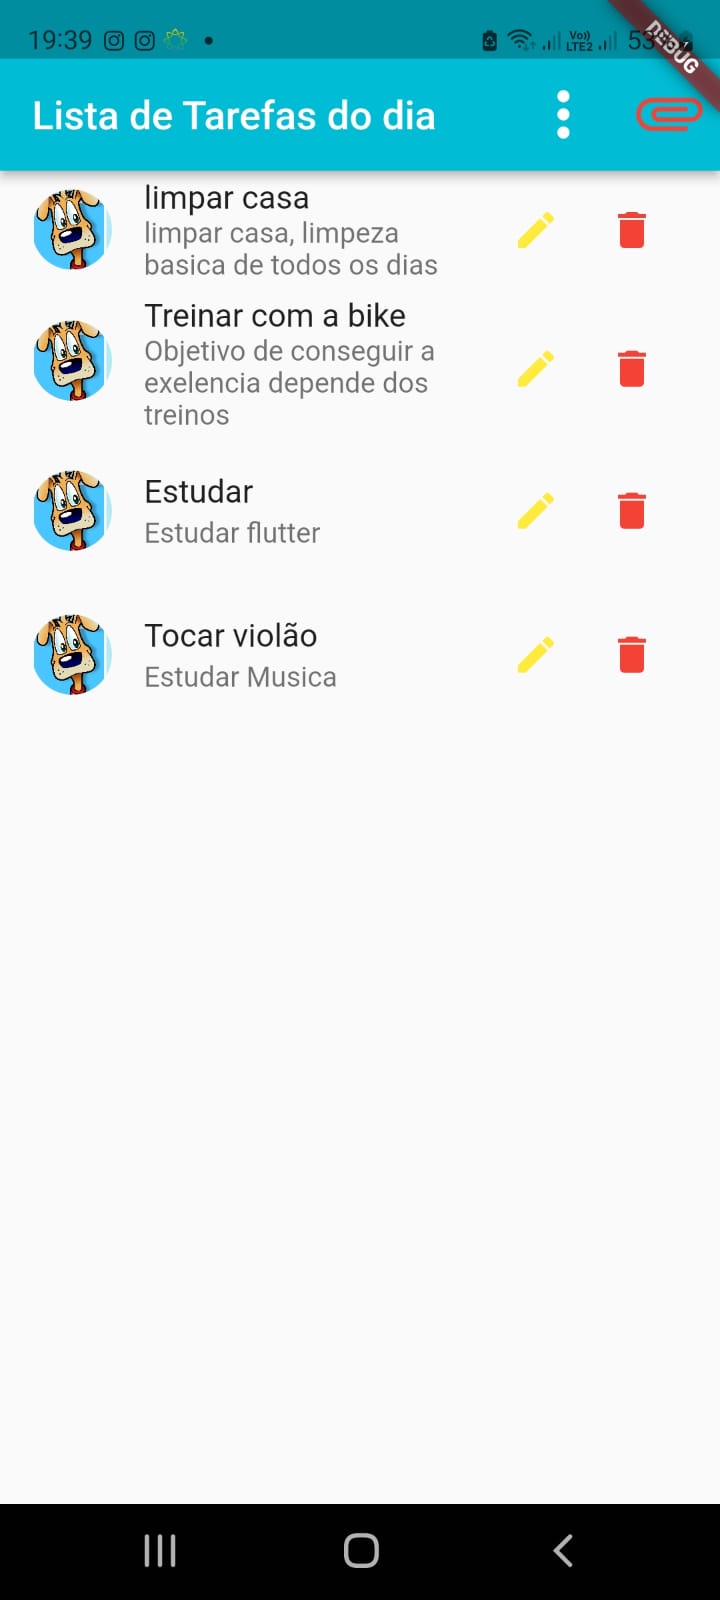 19:39
Vo))
LTE2
53%
DEBUG
Lista de Tarefas do dia
limpar casa
limpar casa, limpeza
basica de todos os dias
Treinar com a bike
Objetivo de conseguir a
exelencia depende dos
treinos
Estudar
Estudar flutter
Tocar violão
Estudar Musica